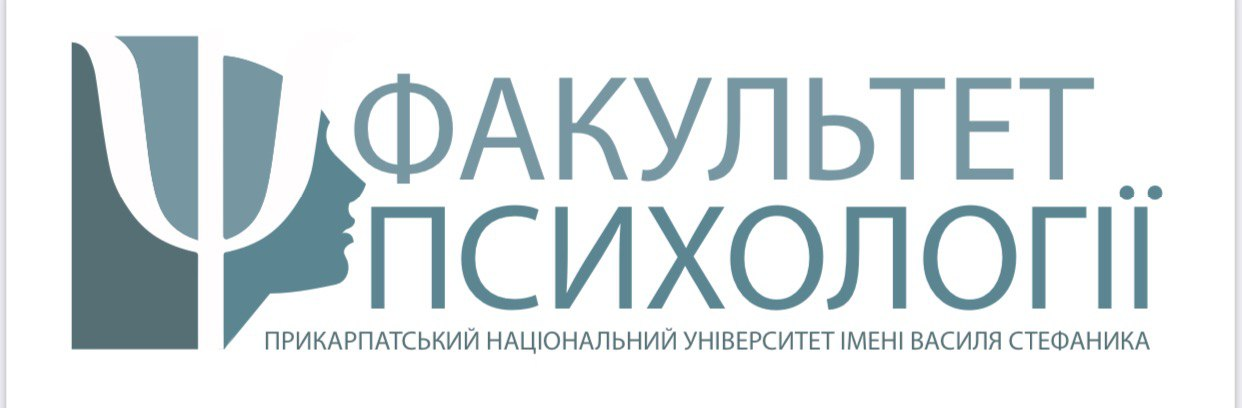 ФАКУЛЬТЕТ
ПСИХОЛОГІЇ
ПРИКАРПАТСЬКИЙ НАЦІОНАЛЬНИЙ УНІВЕРСИТЕТ ІМЕНІ ВАСИЛЯ СТЕФАНИКА